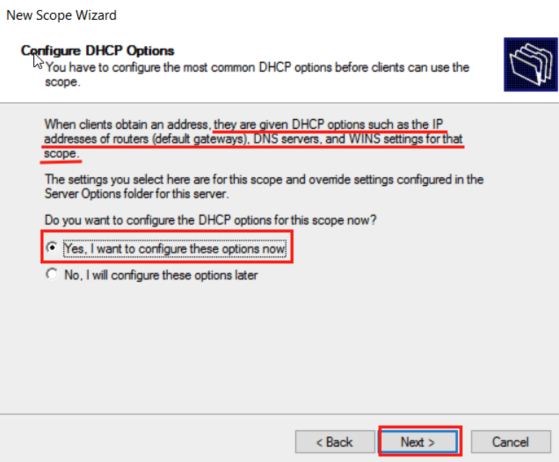 New Scope Wizard
Configure DHCP Options
You have to configure the most common DHCP options before clients can use the
scope.
When clients obtain an address, they are given DHCP options such as the IP
addresses of routers (default gateways), DNS servers, and WINS settings for that
scope.
The settings you select here are for this scope and override settings configured in the
Server Options folder for this server.
Do you want to configure the DHCP options for this scope now?
Yes, I want to configure these options now
No, I will configure these options later
< Back Next > Cancel